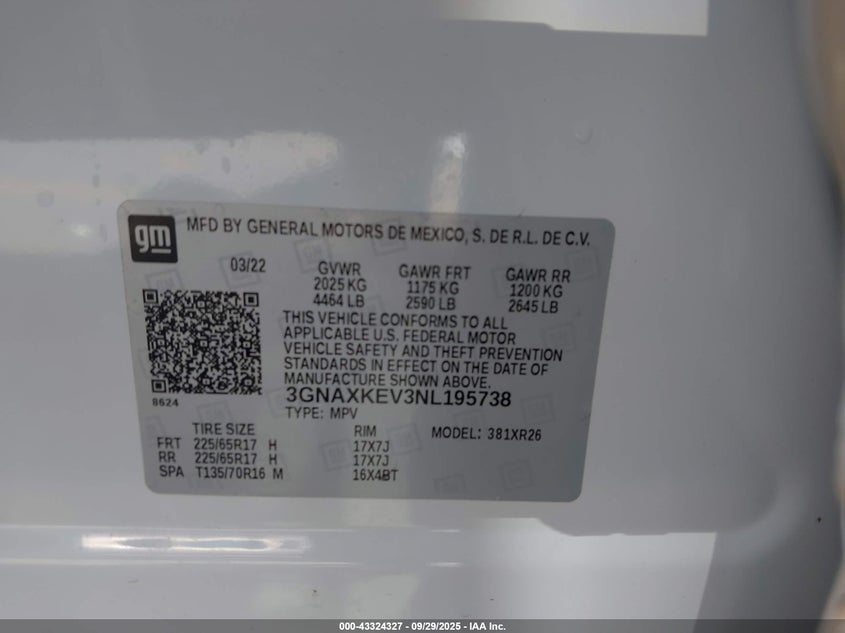 gm
MFD BY GENERAL MOTORS DE MEXICO, S. DE R.L. DE C.V.
03/22 GVWR GAWR FRT GAWR RR
2025 KG 1175 KG 1200 KG
4464 LB 2590 LB 2645 LB
THIS VEHICLE CONFORMS TO ALL
APPLICABLE U.S. FEDERAL MOTOR
VEHICLE SAFETY AND THEFT PREVENTION
STANDARDS IN EFFECT ON THE DATE OF
MANUFACTURE SHOWN ABOVE.
8624
3GNAXKEV3NL195738
TYPE: MPV
TIRE SIZE RIM MODEL: 381XR26
FRT 225/65R17 H 17X7J
RR 225/65R17 H 17X7J
SPA T135/70R16 M 16X4BT
000-43324327 - 09/29/2025 - IAA Inc.